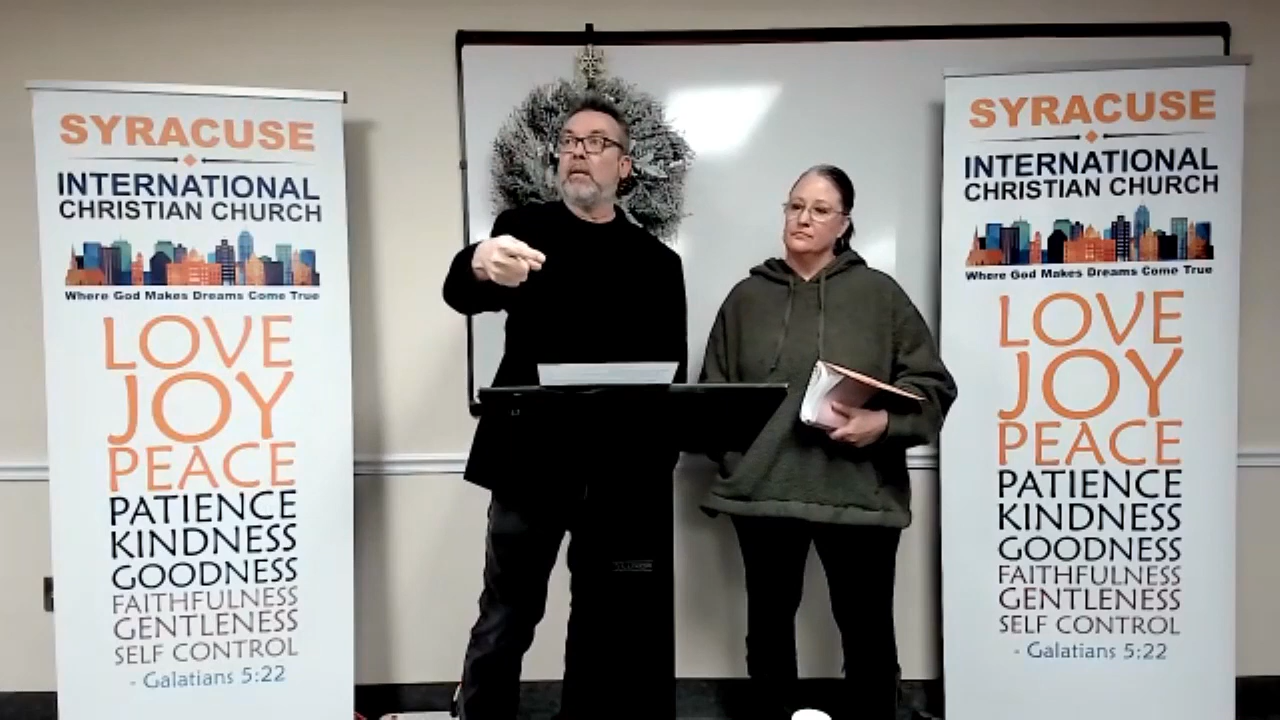 SYRACUSE
INTERNATIONAL
CHRISTIAN CHURCH
Where God Makes Dreams Come True
LOVE
JOY
PEACE
PATIENCE
KINDNESS
GOODNESS
FAITHFULNESS
GENTLENESS
SELF CONTROL
- Galatians 5:22
SYRACUSE
INTERNATIONAL
CHRISTIAN CHURCH
Where God Makes Dreams Come True
LOVE
JOY
PEACE
PATIENCE
KINDNESS
GOODNESS
FAITHFULNESS
GENTLENESS
SELF CONTROL
- Galatians 5:22